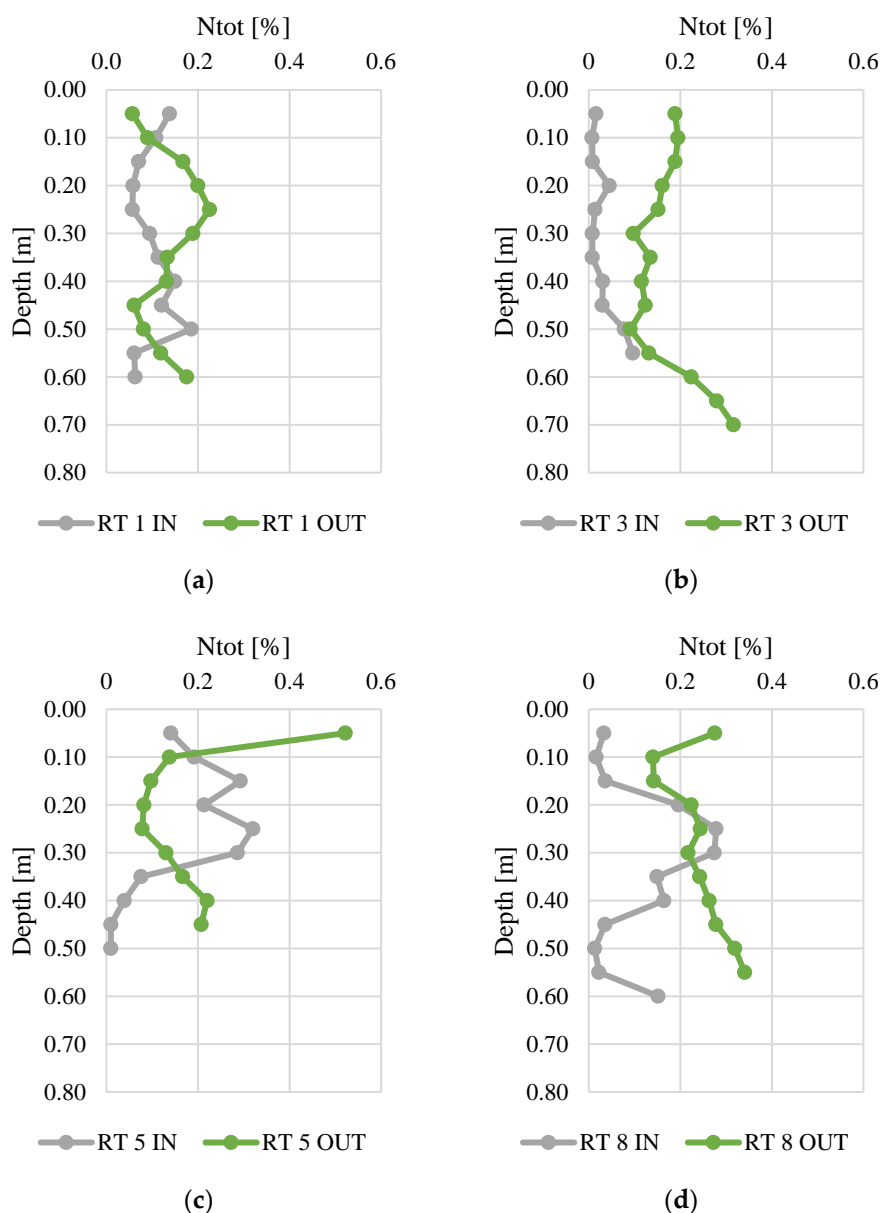 Ntot [%]
0.0 0.2 0.4 0.6
0.00
0.10
0.20
0.30
0.40
0.50
0.60
0.70
0.80
Depth [m]
RT 1 IN RT 1 OUT
(a)
Ntot [%]
0 0.2 0.4 0.6
0.00
0.10
0.20
0.30
0.40
0.50
0.60
0.70
0.80
Depth [m]
RT 3 IN RT 3 OUT
(b)
Ntot [%]
0 0.2 0.4 0.6
0.00
0.10
0.20
0.30
0.40
0.50
0.60
0.70
0.80
Depth [m]
RT 5 IN RT 5 OUT
(c)
Ntot [%]
0 0.2 0.4 0.6
0.00
0.10
0.20
0.30
0.40
0.50
0.60
0.70
0.80
Depth [m]
RT 8 IN RT 8 OUT
(d)